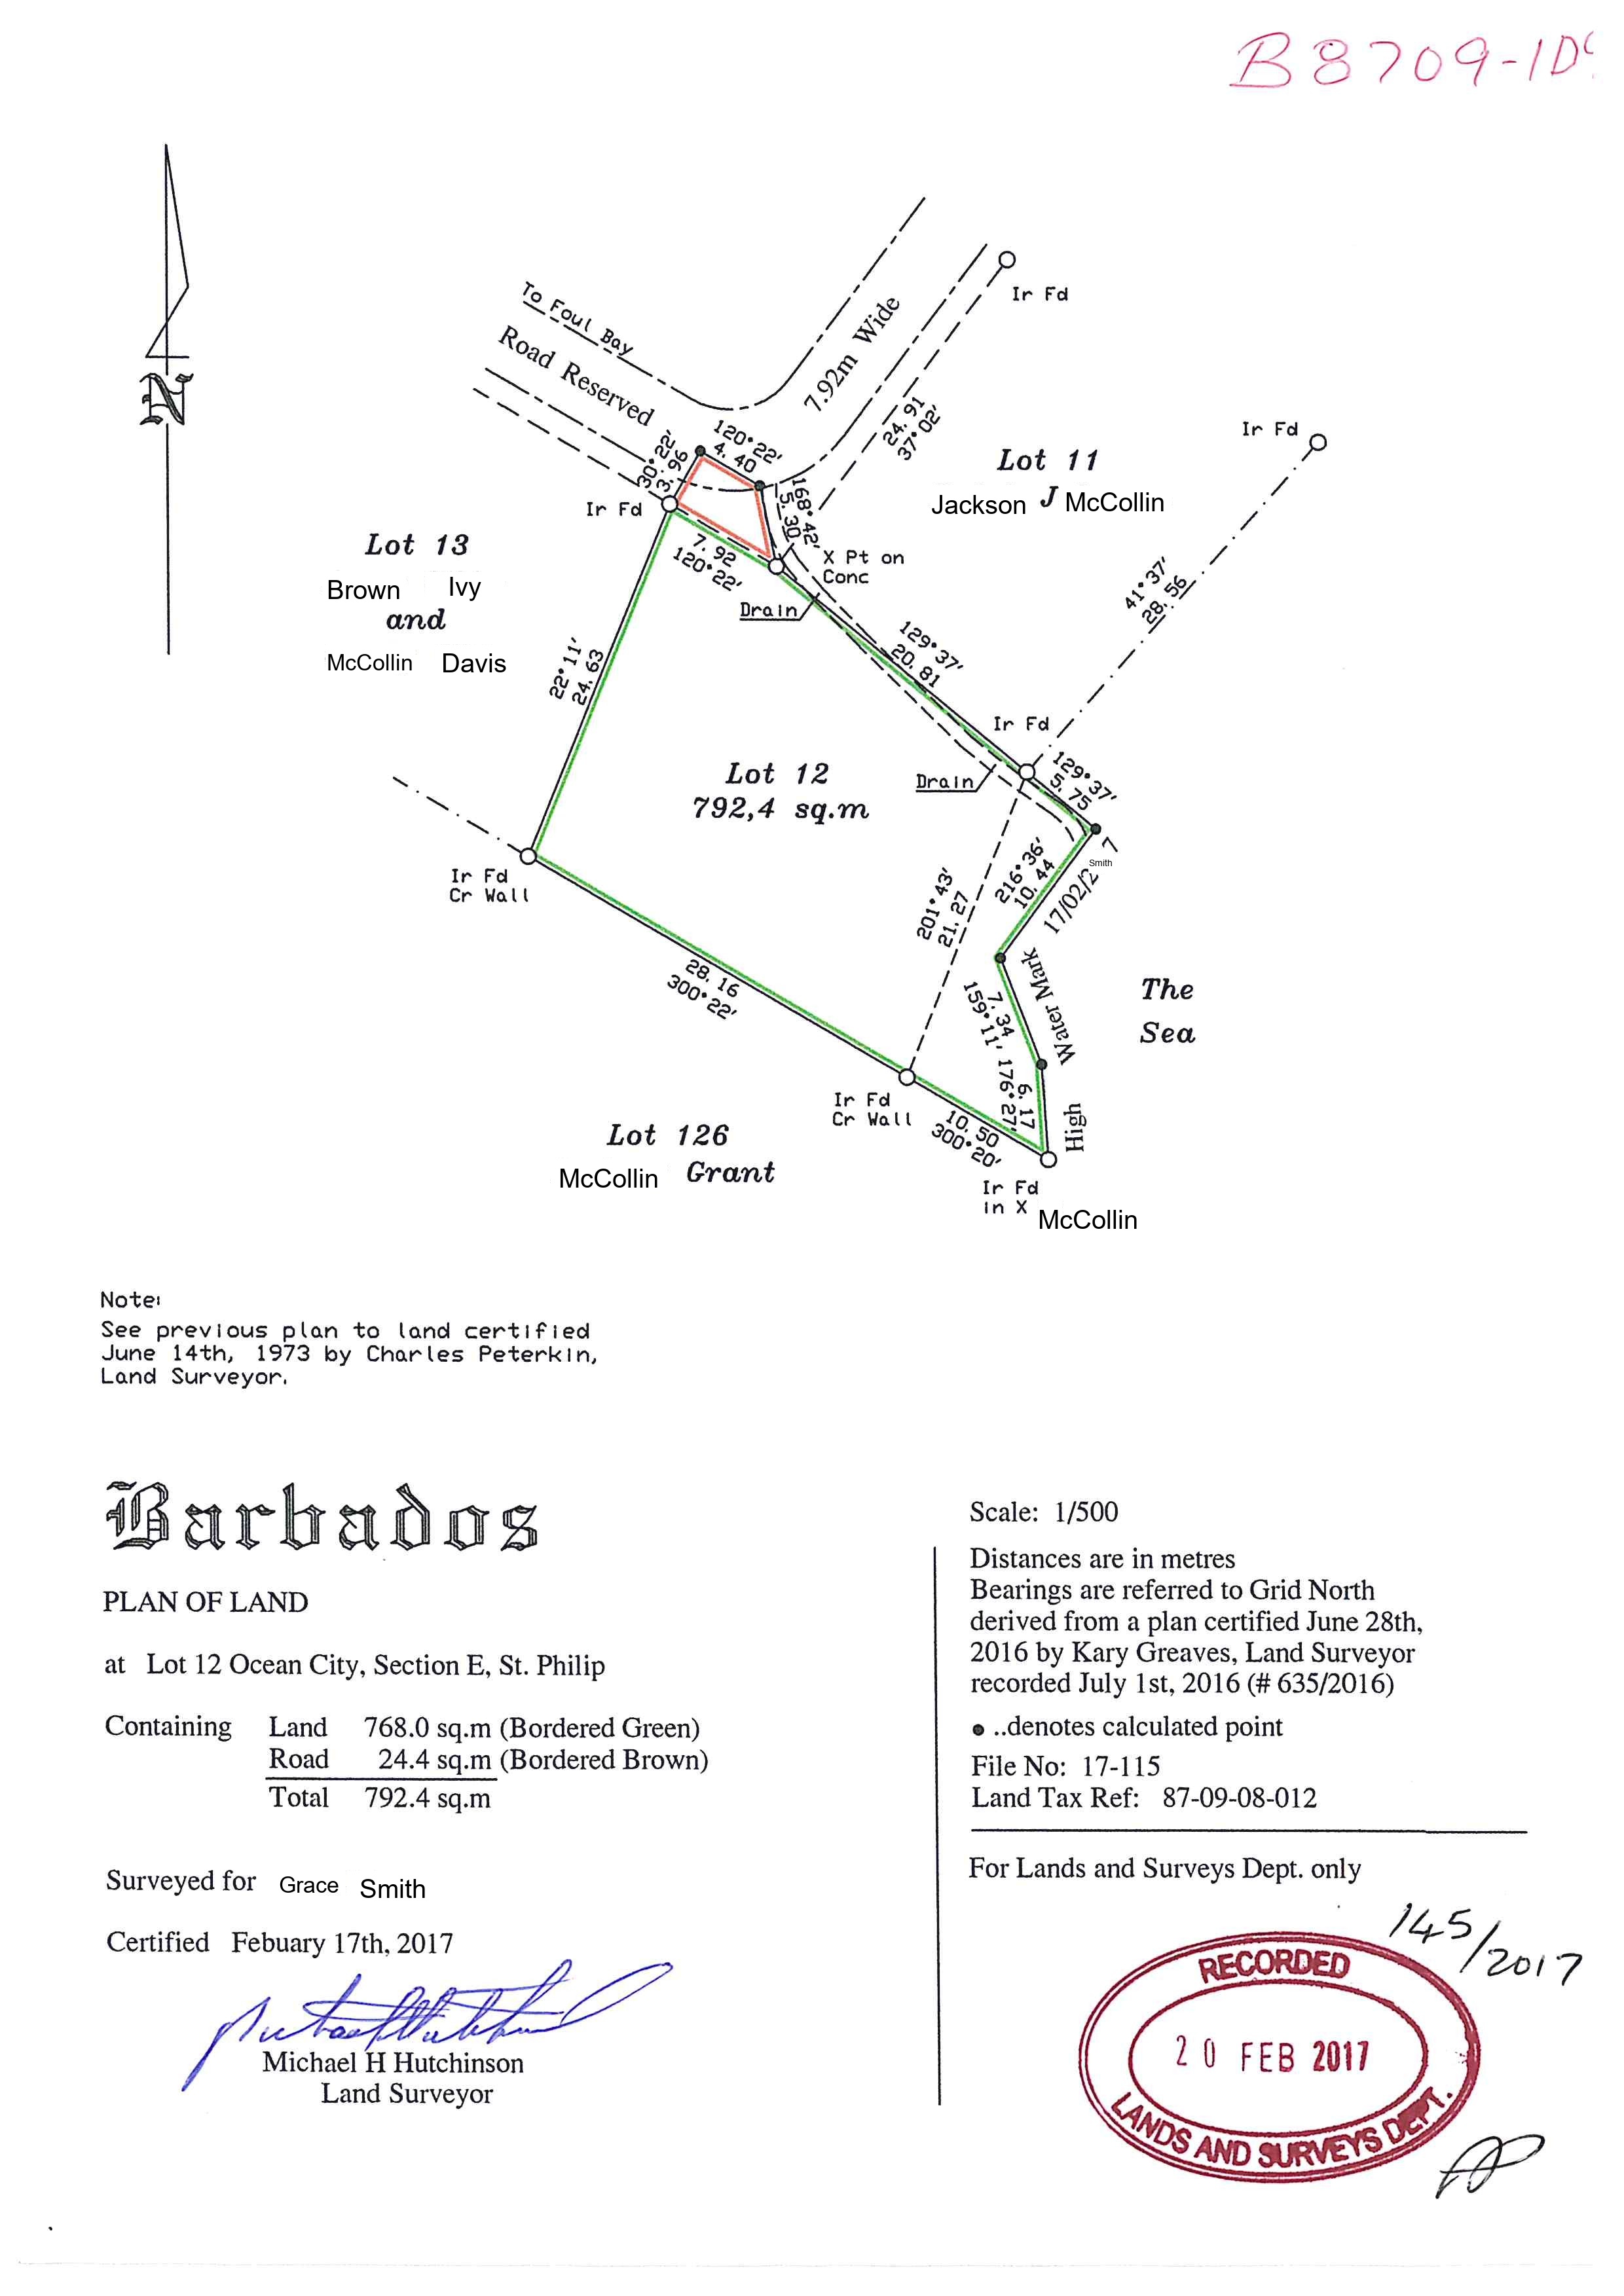 B8709-1D
N
To Foul Bay
Road Reserved
7.92m Wide
Ir Fd
24.91
37°02'
120°22'
4.40
30°22'
3.96
Ir Fd
168°42'
5.30
X Pt on
Conc
7.92
120°22'
Drain
Lot 11
Jackson J McCollin
Ir Fd
41°37'
28.56
Lot 13
Brown Ivy
and
McCollin Davis
22°11'
24.63
129°37'
20.81
Ir Fd
Drain
129°37'
5.75
Lot 12
792,4 sq.m
Ir Fd
Cr Wall
216°36'
10.44
17/02/2 Smith 7
201°43'
21.27
28.16
300°22'
7.34
159°11'
High Water Mark
The
Sea
6.17
176°27'
Ir Fd
Cr Wall
10.50
300°20'
Lot 126
McCollin Grant
Ir Fd
in X McCollin
Note:
See previous plan to land certified
June 14th, 1973 by Charles Peterkin,
Land Surveyor.
Barbados
PLAN OF LAND
at Lot 12 Ocean City, Section E, St. Philip
Containing Land 768.0 sq.m (Bordered Green)
Road 24.4 sq.m (Bordered Brown)
Total 792.4 sq.m
Surveyed for Grace Smith
Certified Febuary 17th, 2017
Michael H Hutchinson
Land Surveyor
Scale: 1/500
Distances are in metres
Bearings are referred to Grid North
derived from a plan certified June 28th,
2016 by Kary Greaves, Land Surveyor
recorded July 1st, 2016 (# 635/2016)
..denotes calculated point
File No: 17-115
Land Tax Ref: 87-09-08-012
For Lands and Surveys Dept. only
145/2017
RECORDED
20 FEB 2017
LANDS AND SURVEYS DEPT.